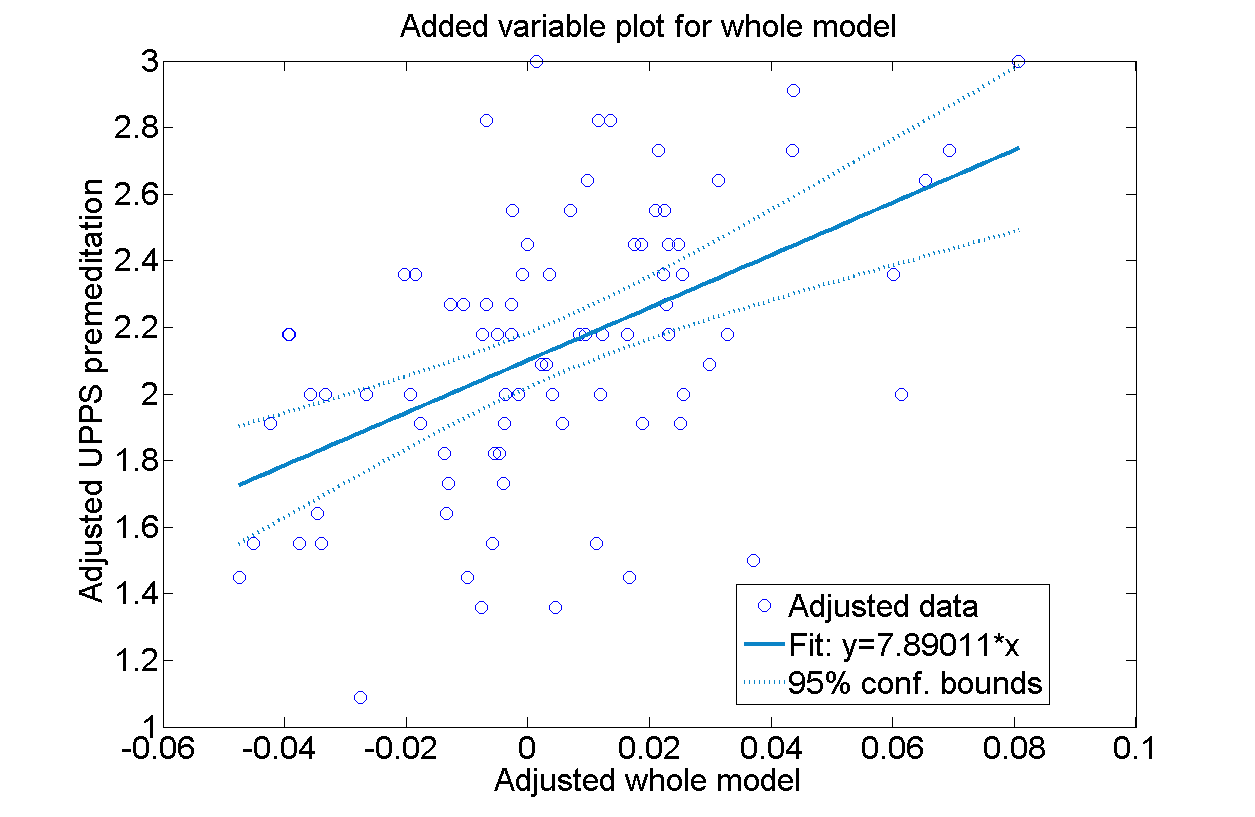 Added variable plot for whole model
3
2.8
2.6
2.4
2.2
2
1.8
1.6
1.4
1.2
1
Adjusted UPPS premeditation
Adjusted data
Fit: y=7.89011*x
95% conf. bounds
-0.06 -0.04 -0.02 0 0.02 0.04 0.06 0.08 0.1
Adjusted whole model